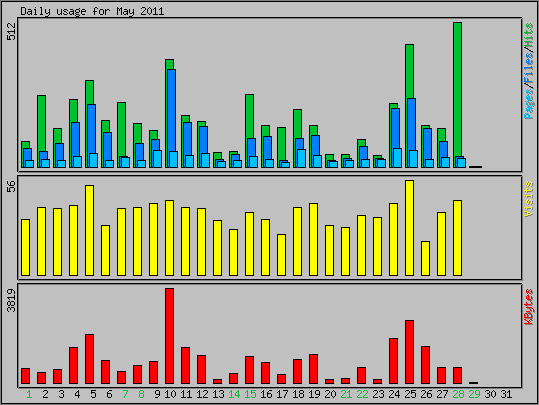 Daily usage for May 2011
512
Pages/Files/Hits
56
Visits
3819
KBytes
1 2 3 4 5 6 7 8 9 10 11 12 13 14 15 16 17 18 19 20 21 22 23 24 25 26 27 28 29 30 31